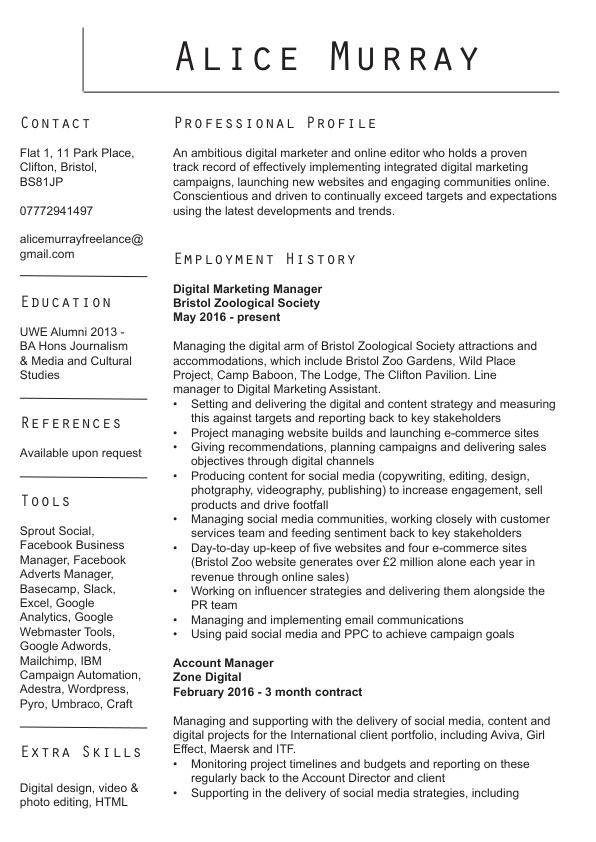 Alice Murray
Contact
Flat 1, 11 Park Place,
Clifton, Bristol,
BS81JP
07772941497
alicemurrayfreelance@
gmail.com
Education
UWE Alumni 2013 -
BA Hons Journalism
& Media and Cultural
Studies
References
Available upon request
Tools
Sprout Social,
Facebook Business
Manager, Facebook
Adverts Manager,
Basecamp, Slack,
Excel, Google
Analytics, Google
Webmaster Tools,
Google Adwords,
Mailchimp, IBM
Campaign Automation,
Adestra, Wordpress,
Pyro, Umbraco, Craft
Extra Skills
Digital design, video &
photo editing, HTML
Professional Profile
An ambitious digital marketer and online editor who holds a proven
track record of effectively implementing integrated digital marketing
campaigns, launching new websites and engaging communities online.
Conscientious and driven to continually exceed targets and expectations
using the latest developments and trends.
Employment History
Digital Marketing Manager
Bristol Zoological Society
May 2016 - present
Managing the digital arm of Bristol Zoological Society attractions and
accommodations, which include Bristol Zoo Gardens, Wild Place
Project, Camp Baboon, The Lodge, The Clifton Pavilion. Line
manager to Digital Marketing Assistant.
• Setting and delivering the digital and content strategy and measuring
this against targets and reporting back to key stakeholders
• Project managing website builds and launching e-commerce sites
• Giving recommendations, planning campaigns and delivering sales
objectives through digital channels
• Producing content for social media (copywriting, editing, design,
photgraphy, videography, publishing) to increase engagement, sell
products and drive footfall
• Managing social media communities, working closely with customer
services team and feeding sentiment back to key stakeholders
• Day-to-day up-keep of five websites and four e-commerce sites
(Bristol Zoo website generates over £2 million alone each year in
revenue through online sales)
• Working on influencer strategies and delivering them alongside the
PR team
• Managing and implementing email communications
• Using paid social media and PPC to achieve campaign goals
Account Manager
Zone Digital
February 2016 - 3 month contract
Managing and supporting with the delivery of social media, content and
digital projects for the International client portfolio, including Aviva, Girl
Effect, Maersk and ITF.
• Monitoring project timelines and budgets and reporting on these
regularly back to the Account Director and client
• Supporting in the delivery of social media strategies, including